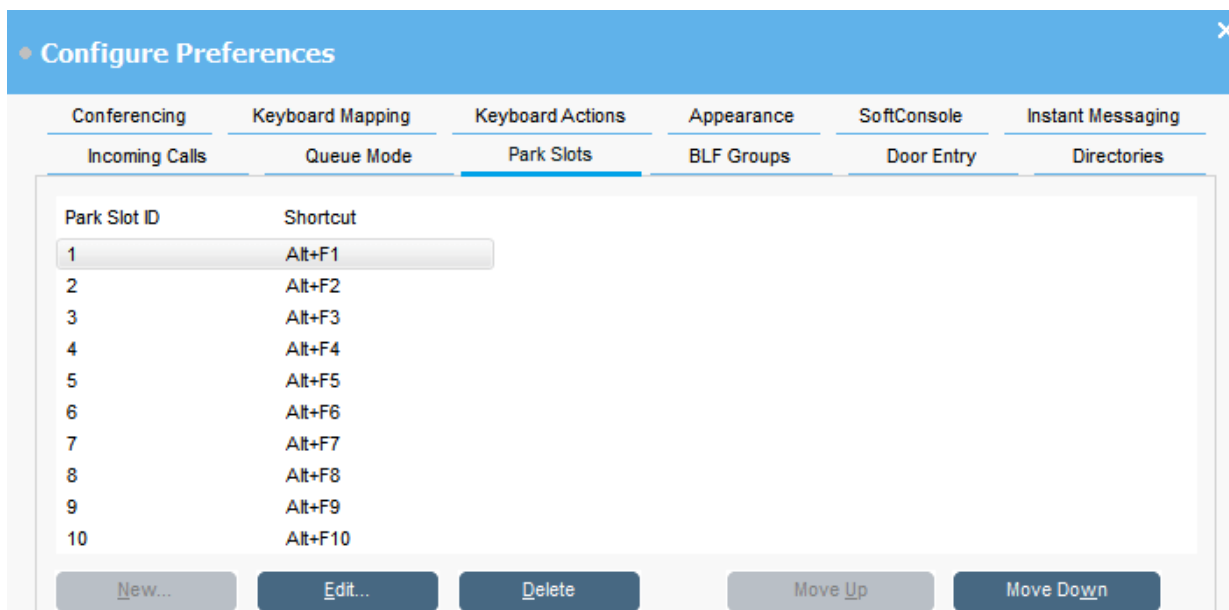 Configure Preferences
Conferencing Keyboard Mapping Keyboard Actions Appearance SoftConsole Instant Messaging
Incoming Calls Queue Mode Park Slots BLF Groups Door Entry Directories
Park Slot ID Shortcut
1 Alt+F1
2 Alt+F2
3 Alt+F3
4 Alt+F4
5 Alt+F5
6 Alt+F6
7 Alt+F7
8 Alt+F8
9 Alt+F9
10 Alt+F10
New... Edit... Delete Move Up Move Down